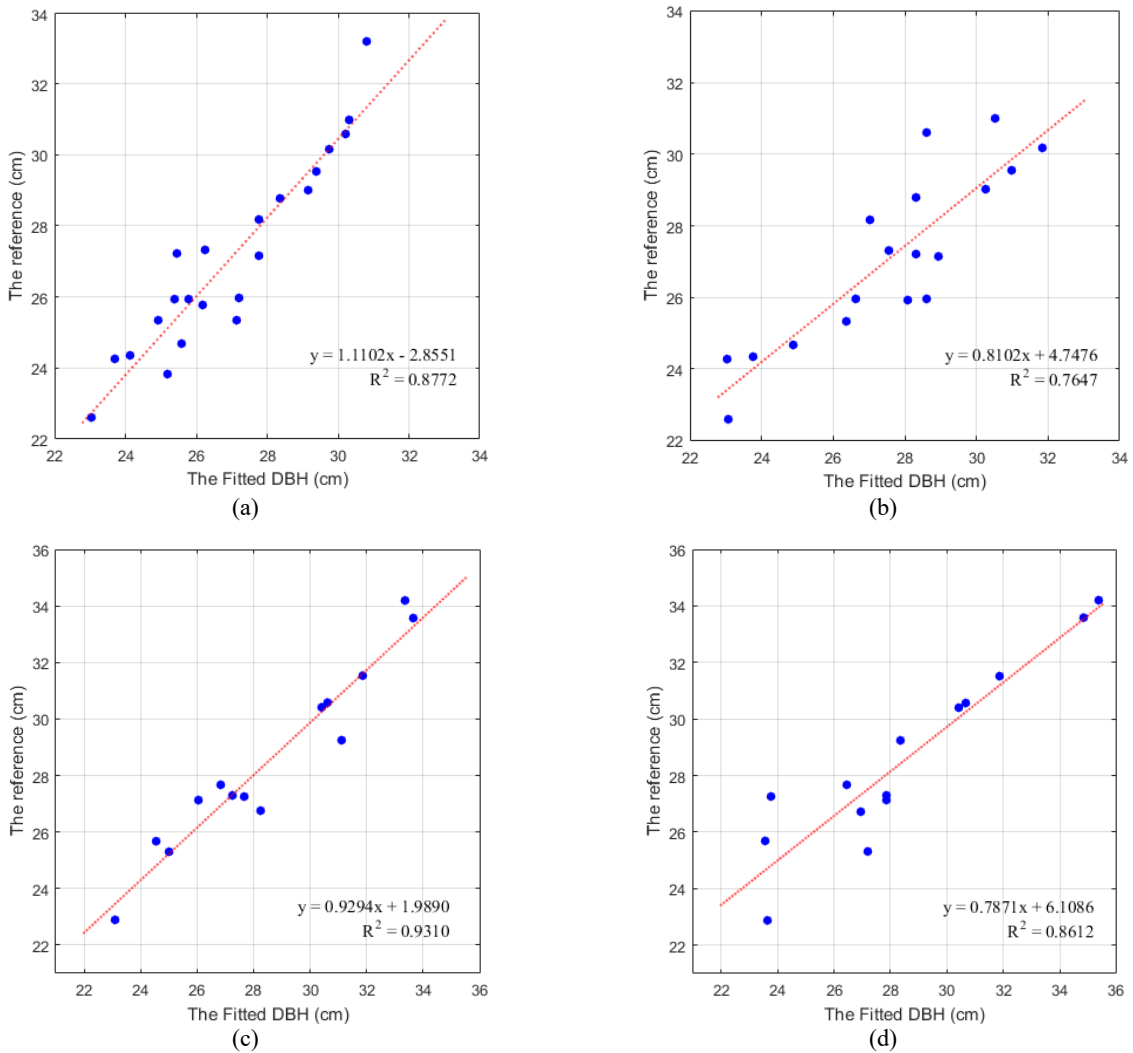 34
32
30
28
26
24
22
The reference (cm)
y = 1.1102x - 2.8551
R² = 0.8772
22 24 26 28 30 32 34
The Fitted DBH (cm)
(a)
34
32
30
28
26
24
22
The reference (cm)
y = 0.8102x + 4.7476
R² = 0.7647
22 24 26 28 30 32 34
The Fitted DBH (cm)
(b)
36
34
32
30
28
26
24
22
The reference (cm)
y = 0.9294x + 1.9890
R² = 0.9310
22 24 26 28 30 32 34 36
The Fitted DBH (cm)
(c)
36
34
32
30
28
26
24
22
The reference (cm)
y = 0.7871x + 6.1086
R² = 0.8612
22 24 26 28 30 32 34 36
The Fitted DBH (cm)
(d)